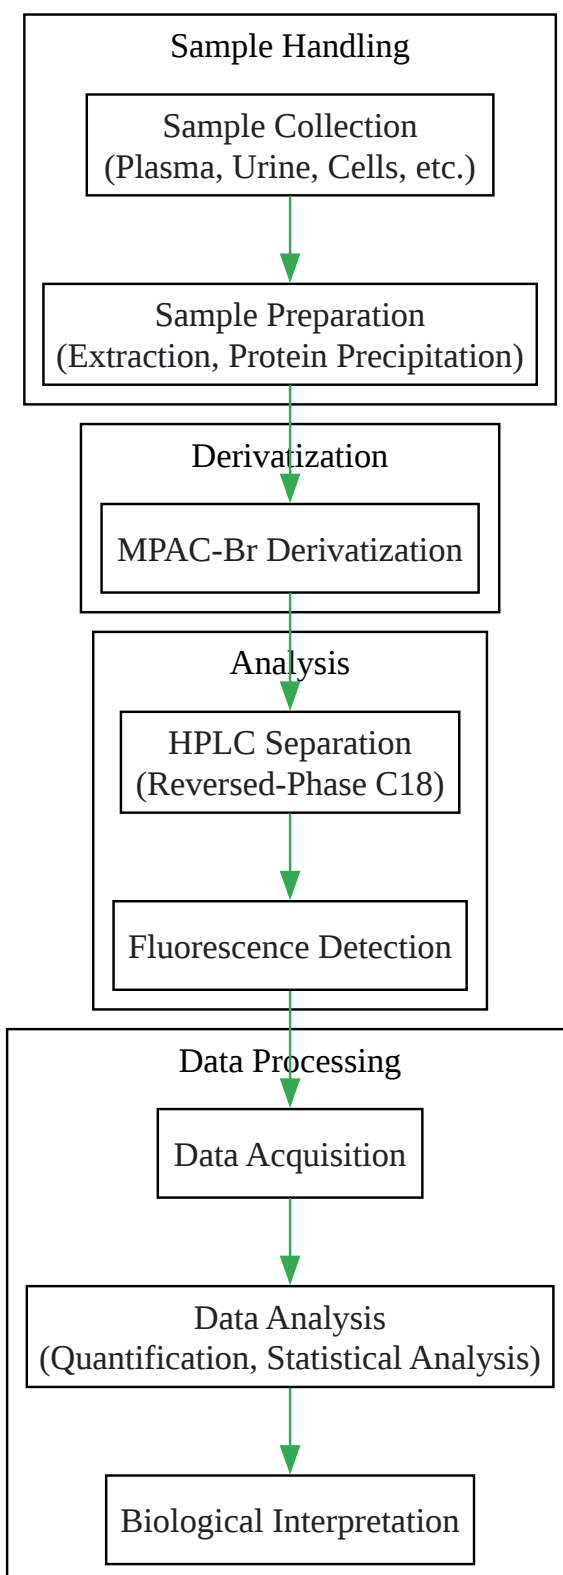 Sample Handling
Sample Collection
(Plasma, Urine, Cells, etc.)
Sample Preparation
(Extraction, Protein Precipitation)
Derivatization
MPAC-Br Derivatization
Analysis
HPLC Separation
(Reversed-Phase C18)
Fluorescence Detection
Data Processing
Data Acquisition
Data Analysis
(Quantification, Statistical Analysis)
Biological Interpretation